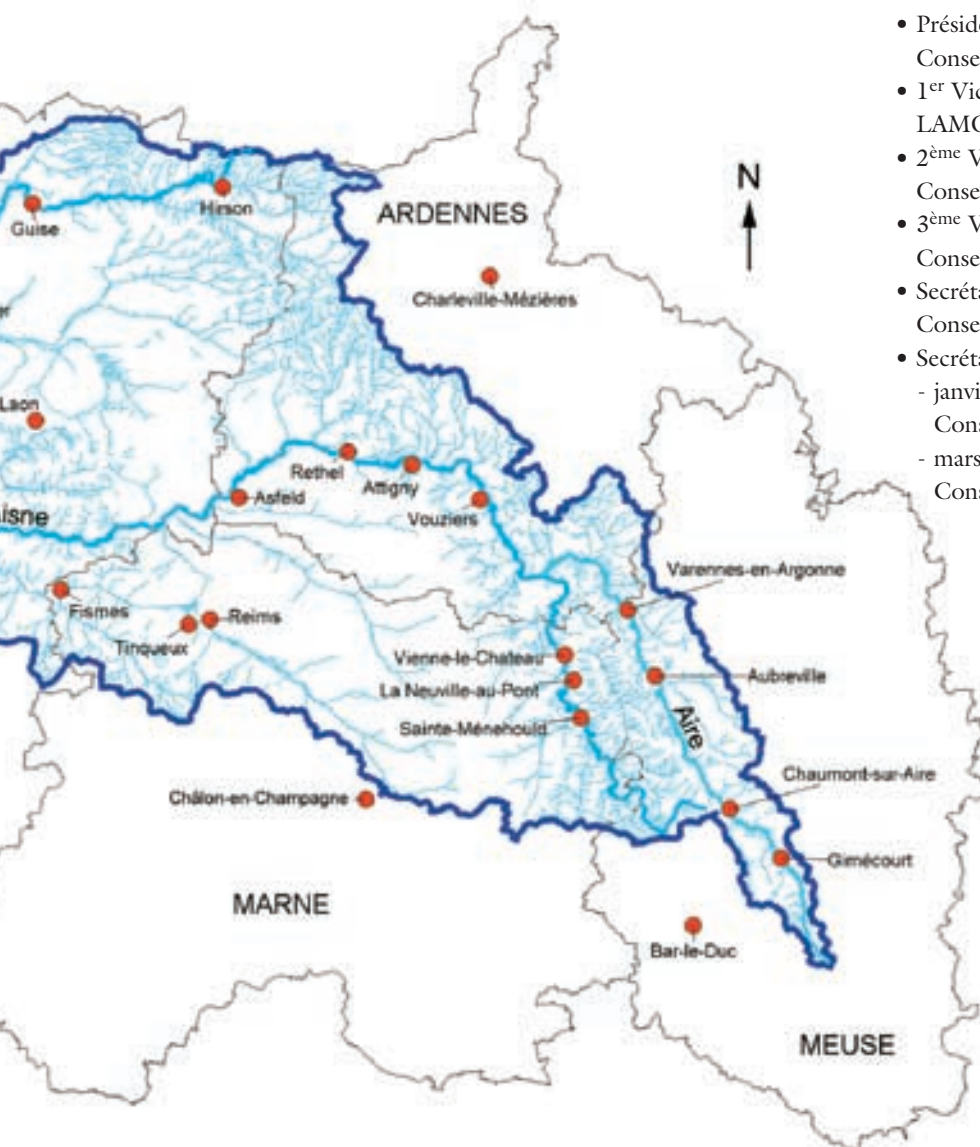 • Préside
Conse
• 1er Vic
LAMO
• 2ème V
Conse
• 3ème V
Conse
• Secréta
Conse
• Secréta
- janvi
Cons
- mars
Cons
N
ARDENNES
Hirson
Guise
Charleville-Mézières
er
Laon
Rethel
Attigny
Asfeld
Vouziers
isne
Varennes-en-Argonne
Fismes
Reims
Tinqueux
Vienne-le-Chateau
Aubreville
La Neuville-au-Pont
Aire
Sainte-Ménehould
Chaumont-sur-Aire
Châlon-en-Champagne
Gimécourt
MARNE
Bar-le-Duc
MEUSE